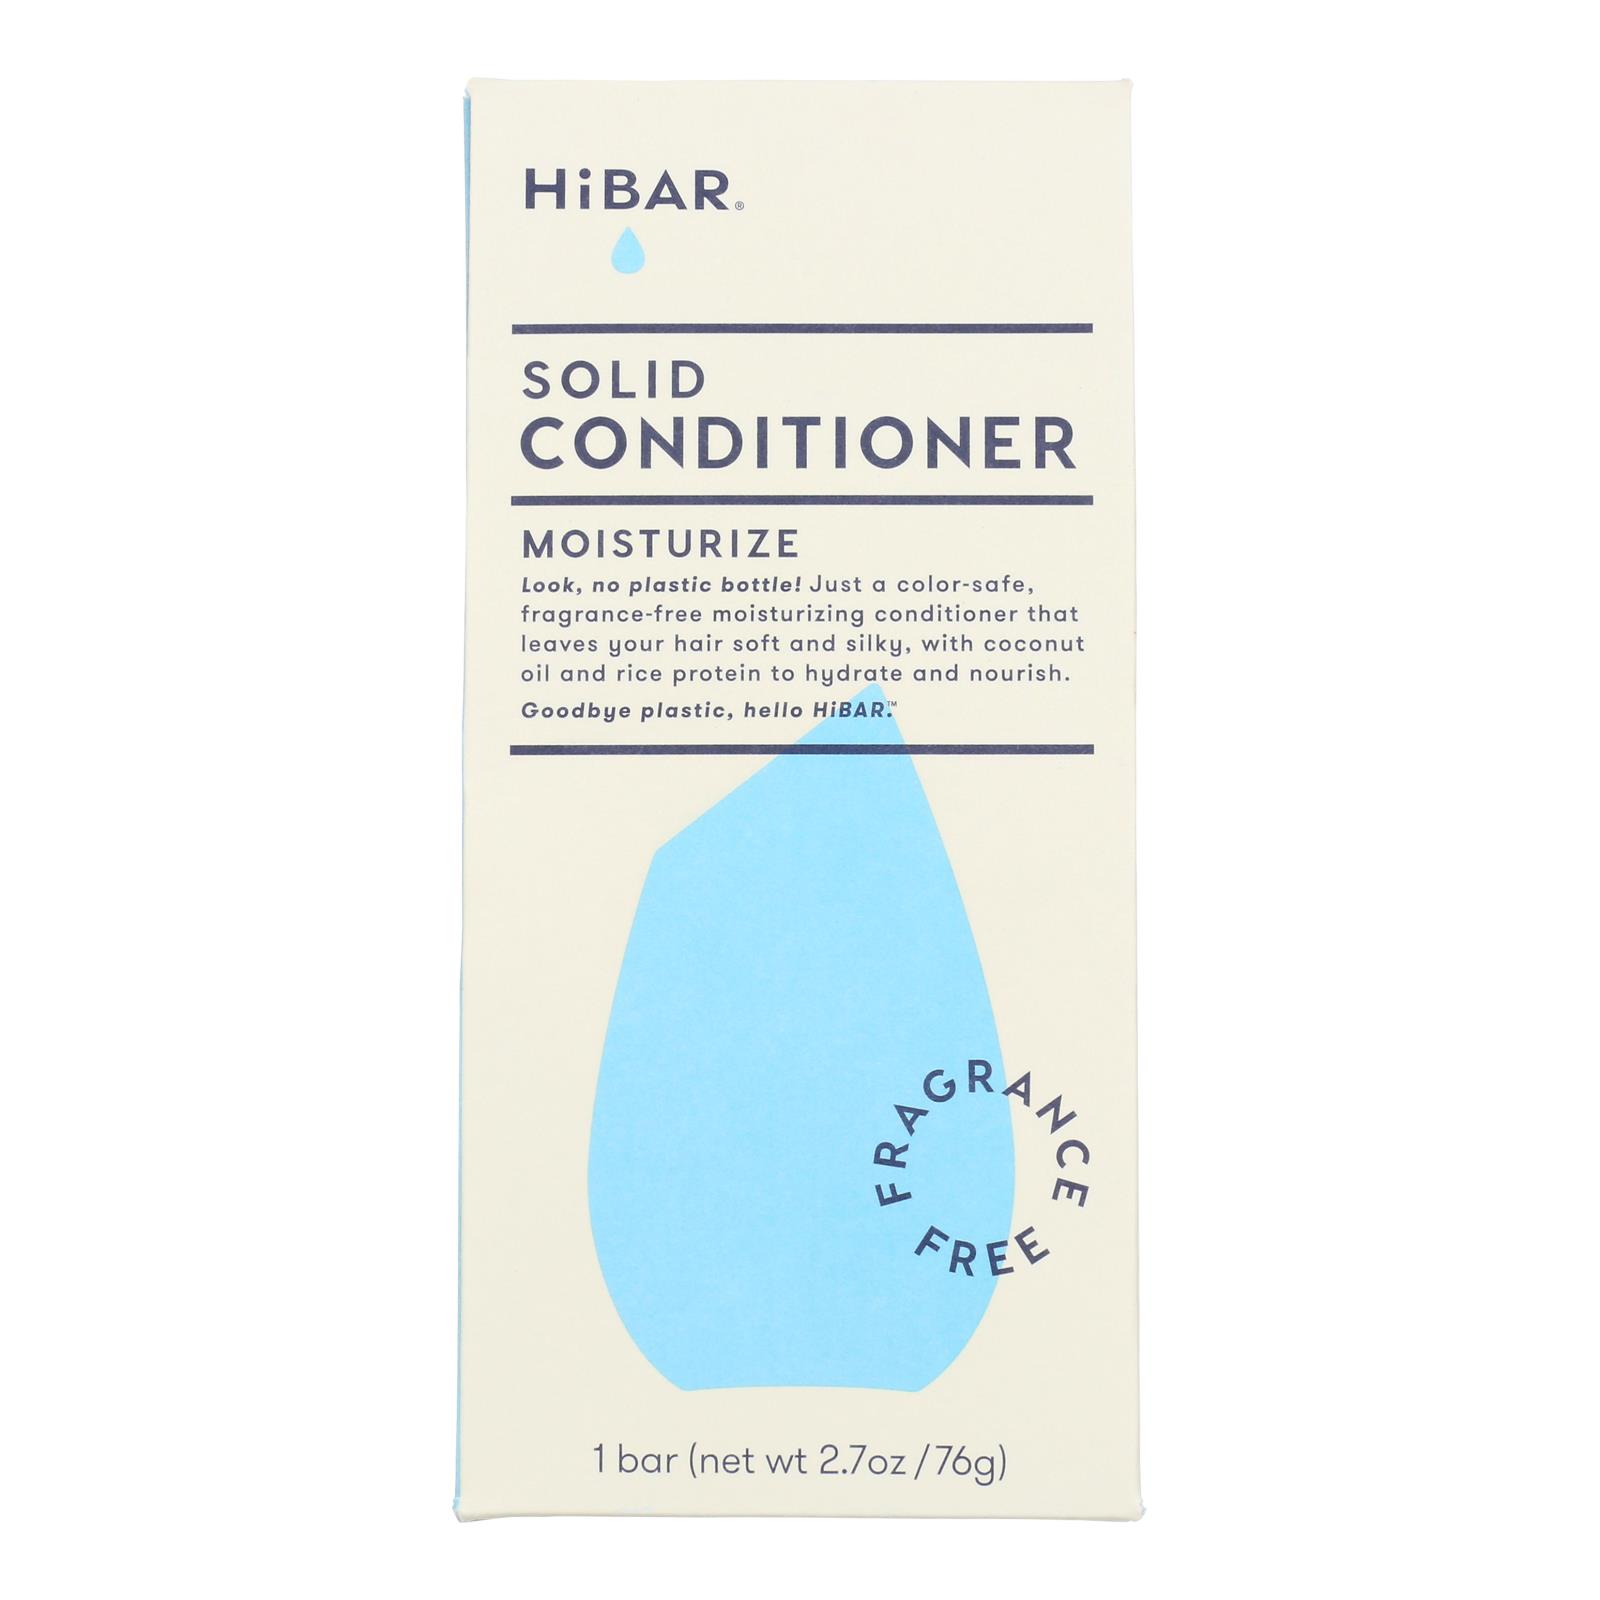 HiBAR®
SOLID
CONDITIONER
MOISTURIZE
Look, no plastic bottle! Just a color-safe,
fragrance-free moisturizing conditioner that
leaves your hair soft and silky, with coconut
oil and rice protein to hydrate and nourish.
Goodbye plastic, hello HiBAR.™
FRAGRANCE
FREE
1 bar (net wt 2.7oz / 76g)